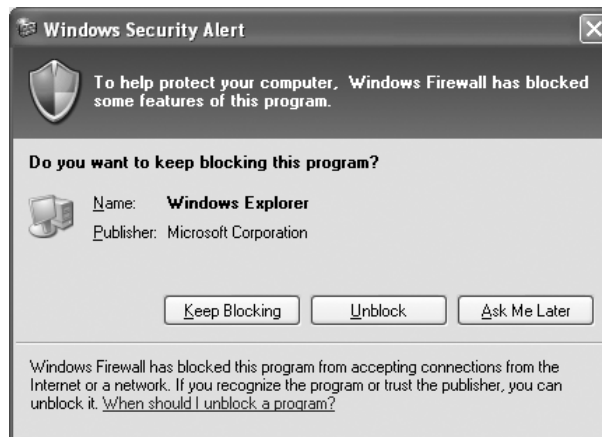 Windows Security Alert
To help protect your computer, Windows Firewall has blocked
some features of this program.
Do you want to keep blocking this program?
Name: Windows Explorer
Publisher: Microsoft Corporation
Keep Blocking Unblock Ask Me Later
Windows Firewall has blocked this program from accepting connections from the
Internet or a network. If you recognize the program or trust the publisher, you can
unblock it. When should I unblock a program?